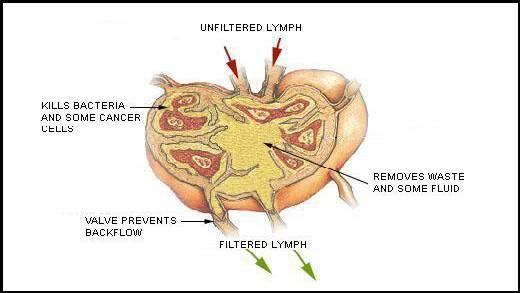 UNFILTERED LYMPH
KILLS BACTERIA
AND SOME CANCER
CELLS
REMOVES WASTE
AND SOME FLUID
VALVE PREVENTS
BACKFLOW
FILTERED LYMPH